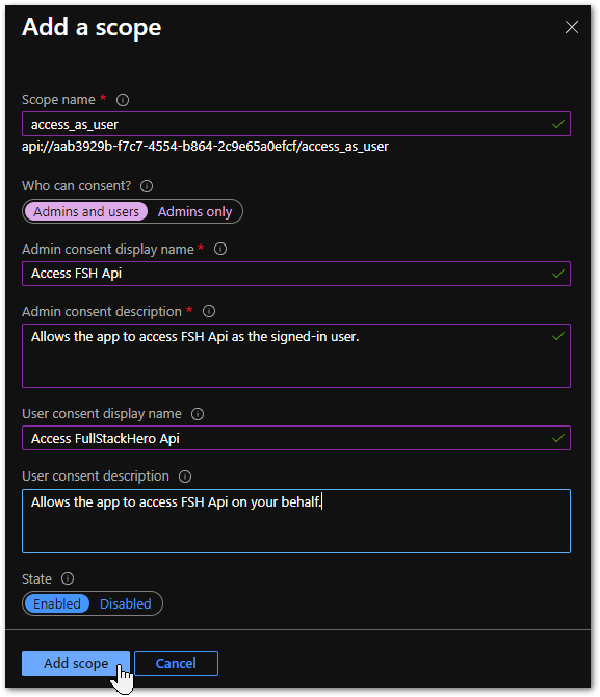 Add a scope
Scope name *
access_as_user
api://aab3929b-f7c7-4554-b864-2c9e65a0efcf/access_as_user
Who can consent?
Admins and users Admins only
Admin consent display name *
Access FSH Api
Admin consent description *
Allows the app to access FSH Api as the signed-in user.
User consent display name
Access FullStackHero Api
User consent description
Allows the app to access FSH Api on your behalf.
State
Enabled Disabled
Add scope Cancel